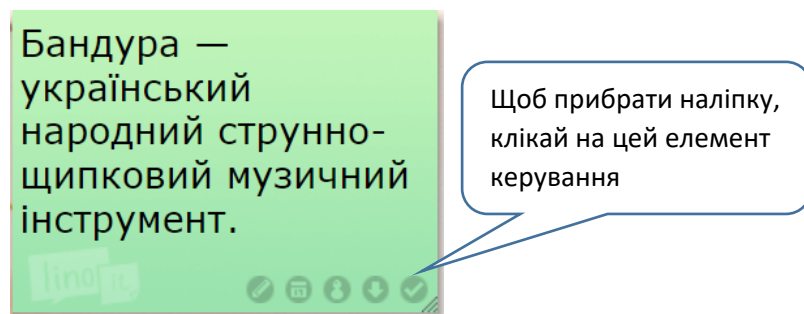 Бандура —
український
народний струнно-
щипковий музичний
інструмент.
lino it
Щоб прибрати наліпку,
клікай на цей елемент
керування